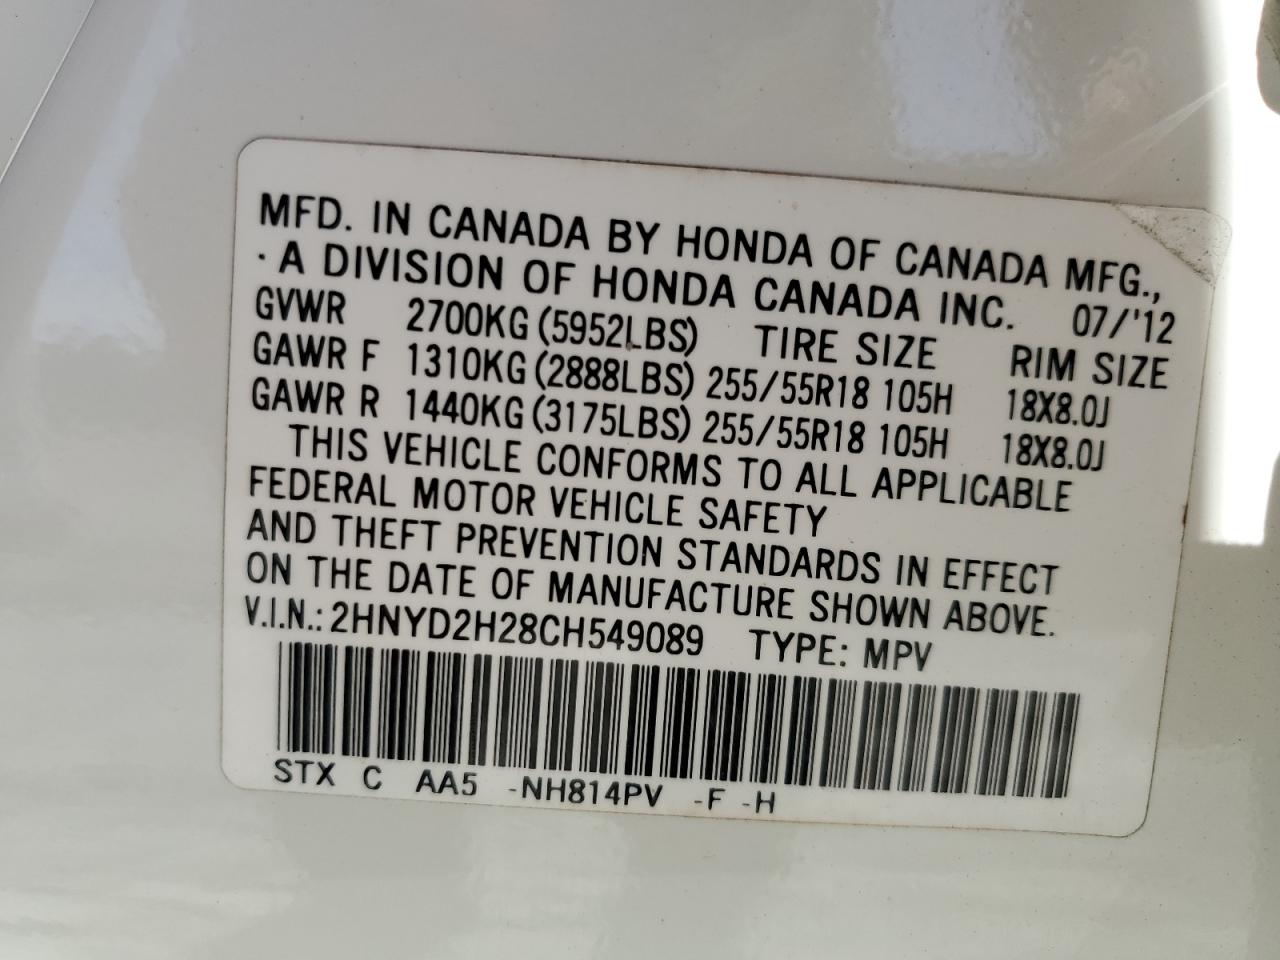 MFD. IN CANADA BY HONDA OF CANADA MFG.,
· A DIVISION OF HONDA CANADA INC. 07/'12
GVWR 2700KG (5952LBS) TIRE SIZE RIM SIZE
GAWR F 1310KG (2888LBS) 255/55R18 105H 18X8.0J
GAWR R 1440KG (3175LBS) 255/55R18 105H 18X8.0J
THIS VEHICLE CONFORMS TO ALL APPLICABLE
FEDERAL MOTOR VEHICLE SAFETY
AND THEFT PREVENTION STANDARDS IN EFFECT
ON THE DATE OF MANUFACTURE SHOWN ABOVE.
V.I.N.: 2HNYD2H28CH549089 TYPE: MPV
STX C AA5 -NH814PV -F -H